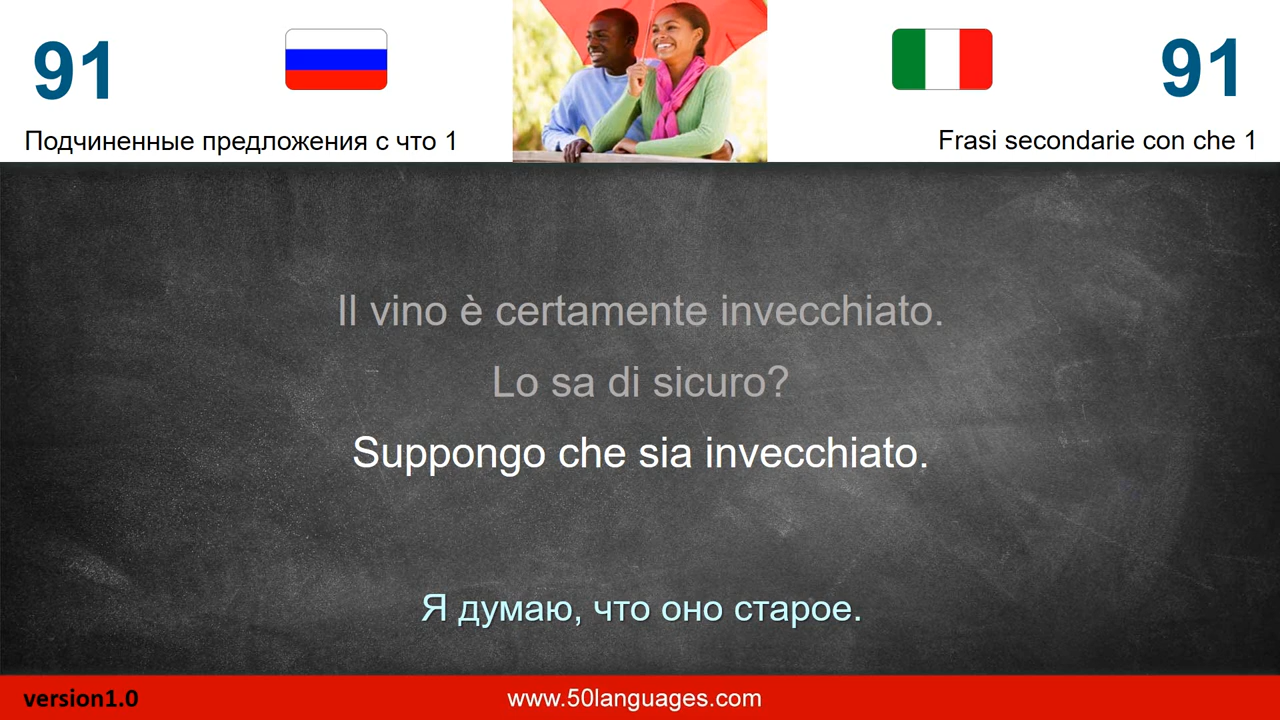 91
91
Подчиненные предложения с что 1
Frasi secondarie con che 1
Il vino è certamente invecchiato.
Lo sa di sicuro?
Suppongo che sia invecchiato.
Я думаю, что оно старое.
version1.0
www.50languages.com